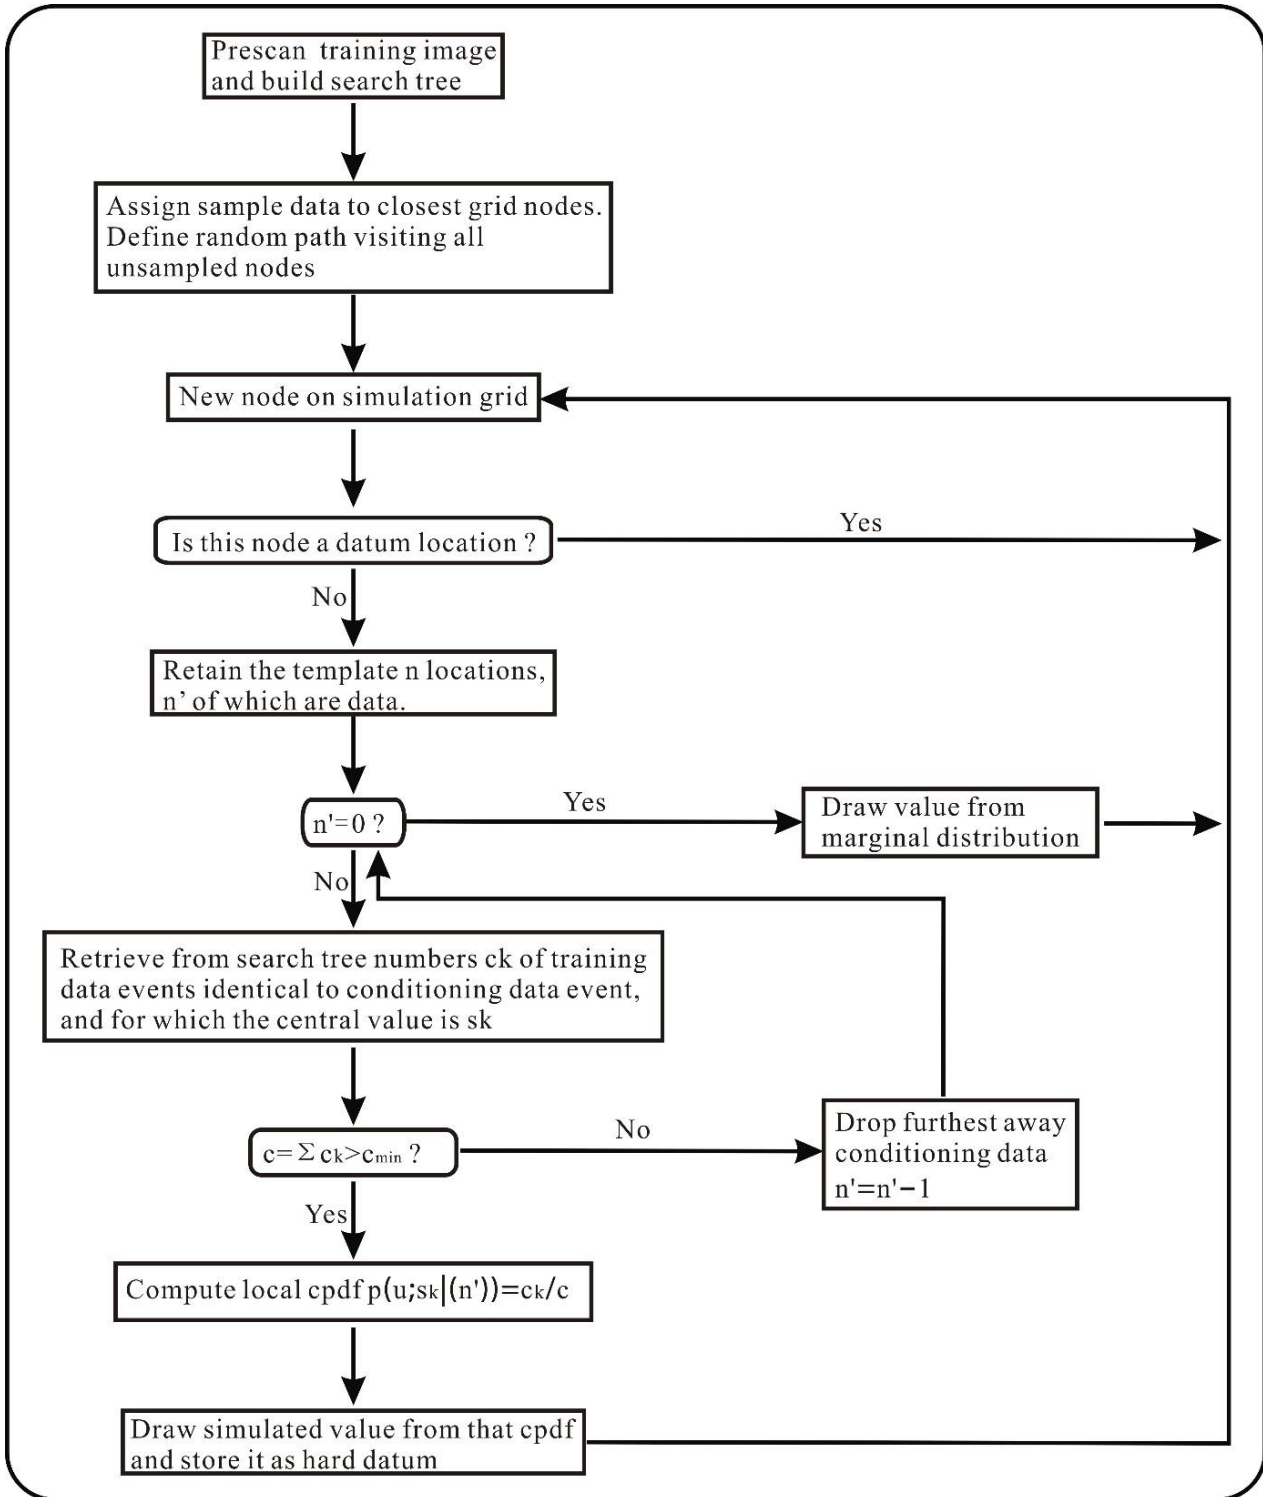 Prescan training image
and build search tree
Assign sample data to closest grid nodes.
Define random path visiting all
unsampled nodes
New node on simulation grid
Is this node a datum location ?
Yes
No
Retain the template n locations,
n’ of which are data.
n'=0 ?
Yes
Draw value from
marginal distribution
No
Retrieve from search tree numbers ck of training
data events identical to conditioning data event,
and for which the central value is sk
c=Σck>cmin ?
No
Drop furthest away
conditioning data
n'=n'−1
Yes
Compute local cpdf p(u;sk|(n'))=ck/c
Draw simulated value from that cpdf
and store it as hard datum